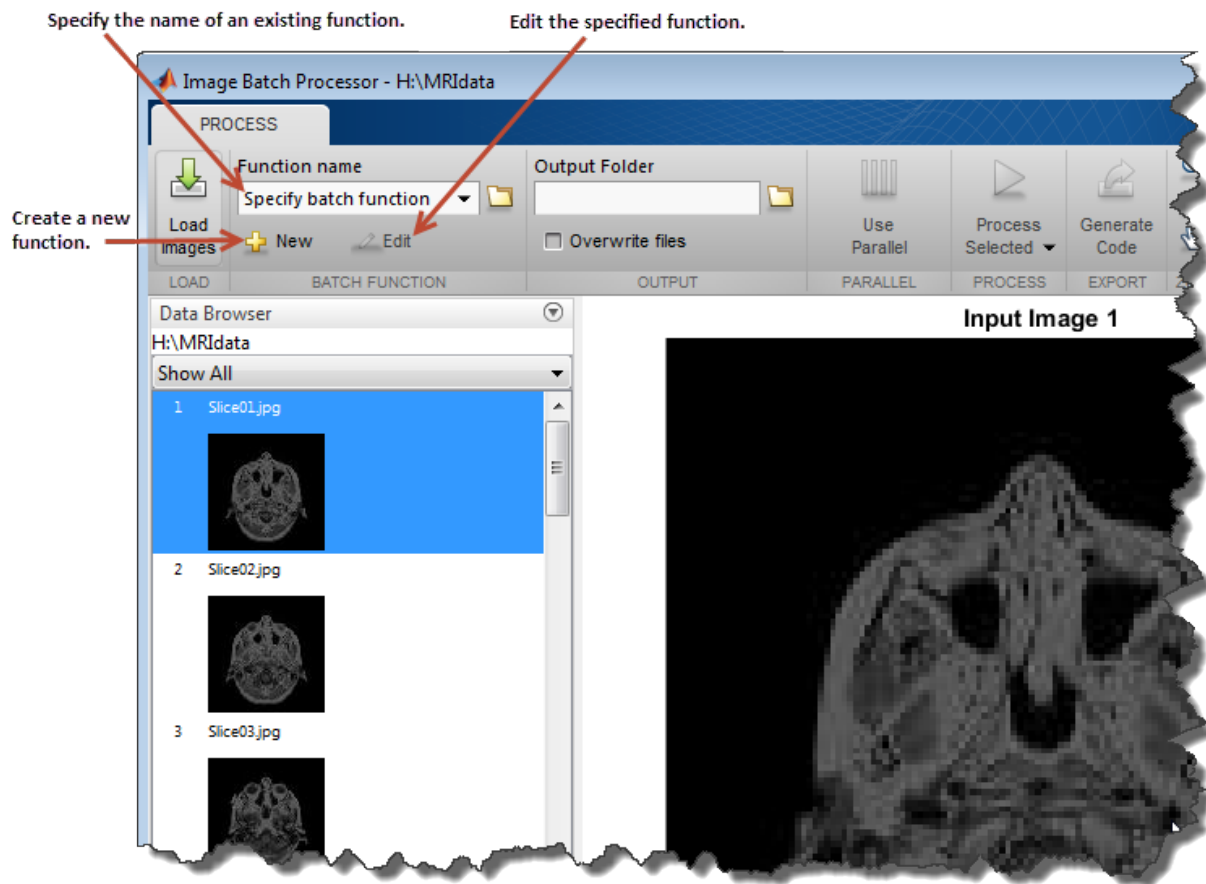 Specify the name of an existing function.
Edit the specified function.
Image Batch Processor - H:\MRIdata
PROCESS
Function name
Output Folder
Specify batch function
Create a new
function.
Load
Images
New
Edit
Overwrite files
Use
Parallel
Process
Selected
Generate
Code
LOAD
BATCH FUNCTION
OUTPUT
PARALLEL
PROCESS
EXPORT
Data Browser
Input Image 1
H:\MRIdata
Show All
1 Slice01.jpg
2 Slice02.jpg
3 Slice03.jpg